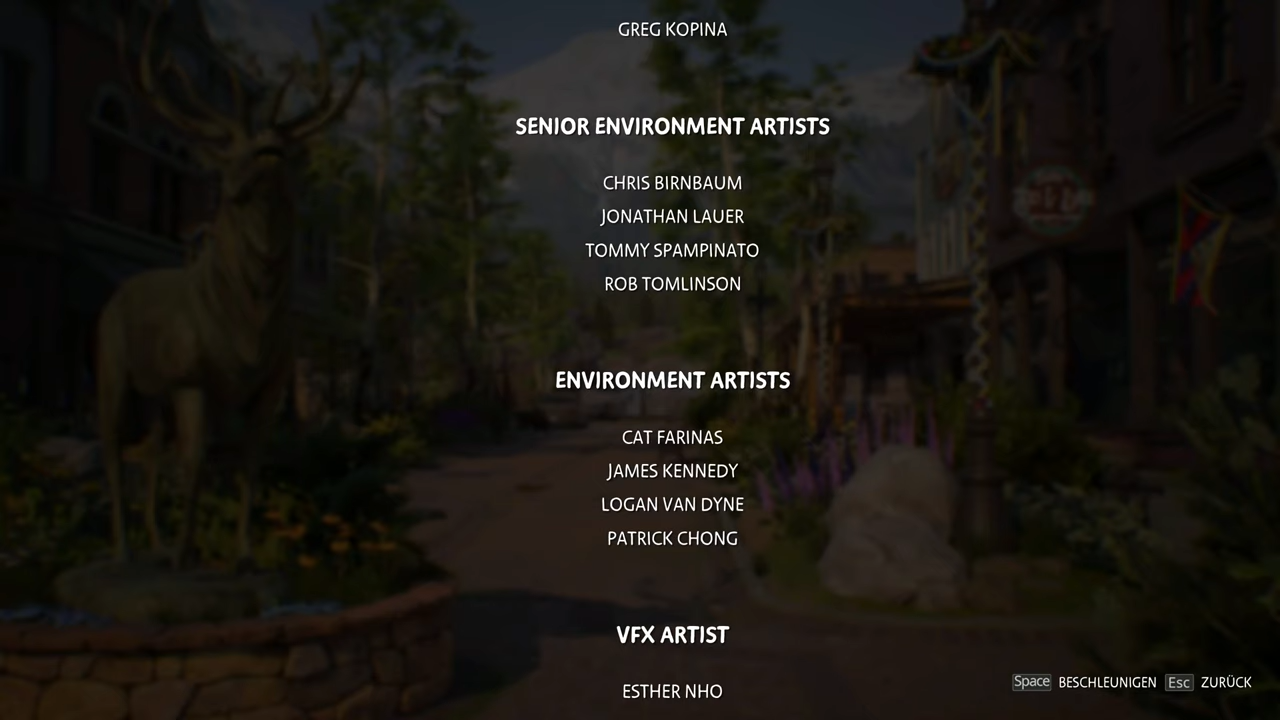 GREG KOPINA
SENIOR ENVIRONMENT ARTISTS
CHRIS BIRNBAUM
JONATHAN LAUER
TOMMY SPAMPINATO
ROB TOMLINSON
ENVIRONMENT ARTISTS
CAT FARINAS
JAMES KENNEDY
LOGAN VAN DYNE
PATRICK CHONG
VFX ARTIST
ESTHER NHO
Space BESCHLEUNIGEN Esc ZURÜCK